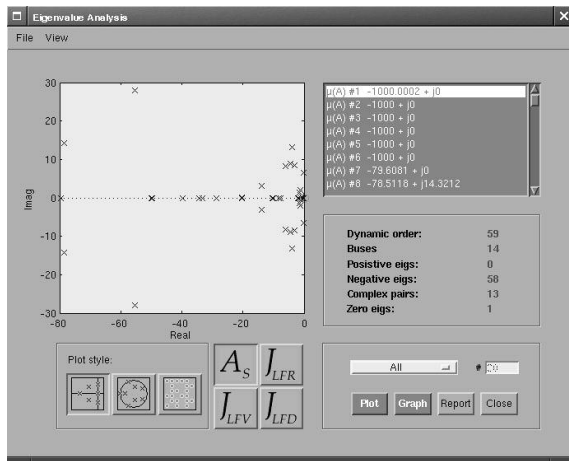 Eigenvalue Analysis
File View
30
20
10
0
-10
-20
-30
-80 -60 -40 -20 0
Imag
Real
µ(A) #1 -1000.0002 + j0
µ(A) #2 -1000 + j0
µ(A) #3 -1000 + j0
µ(A) #4 -1000 + j0
µ(A) #5 -1000 + j0
µ(A) #6 -1000 + j0
µ(A) #7 -79.6081 + j0
µ(A) #8 -78.5118 + j14.3212
Dynamic order: 59
Buses 14
Posistive eigs: 0
Negative eigs: 58
Complex pairs: 13
Zero eigs: 1
Plot style:
A_S
J_LFR
J_LFV
J_LFD
All
# 20
Plot Graph Report Close